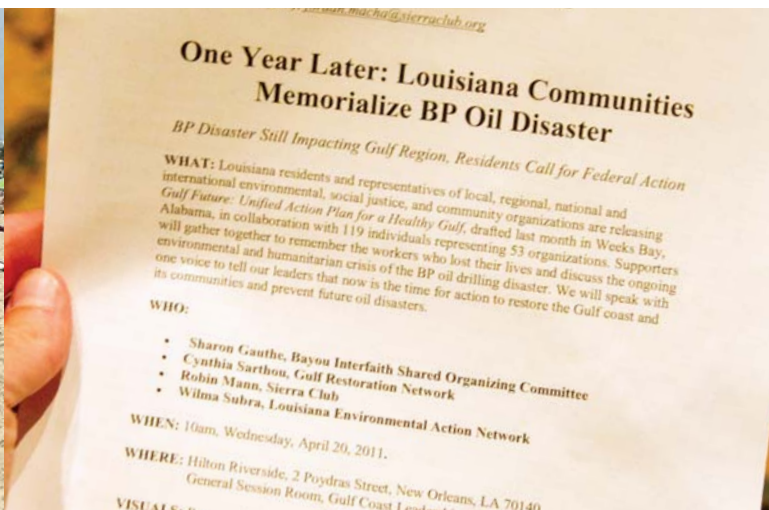 jordan.macha@sierraclub.org
One Year Later: Louisiana Communities
Memorialize BP Oil Disaster
BP Disaster Still Impacting Gulf Region, Residents Call for Federal Action
WHAT: Louisiana residents and representatives of local, regional, national and
international environmental, social justice, and community organizations are releasing
Gulf Future: Unified Action Plan for a Healthy Gulf, drafted last month in Weeks Bay,
Alabama, in collaboration with 119 individuals representing 53 organizations. Supporters
will gather together to remember the workers who lost their lives and discuss the ongoing
environmental and humanitarian crisis of the BP oil drilling disaster. We will speak with
one voice to tell our leaders that now is the time for action to restore the Gulf coast and
its communities and prevent future oil disasters.
WHO:
• Sharon Gauthe, Bayou Interfaith Shared Organizing Committee
• Cynthia Sarthou, Gulf Restoration Network
• Robin Mann, Sierra Club
• Wilma Subra, Louisiana Environmental Action Network
WHEN: 10am, Wednesday, April 20, 2011.
WHERE: Hilton Riverside, 2 Poydras Street, New Orleans, LA 70140
General Session Room, Gulf Coast
VISUALS: